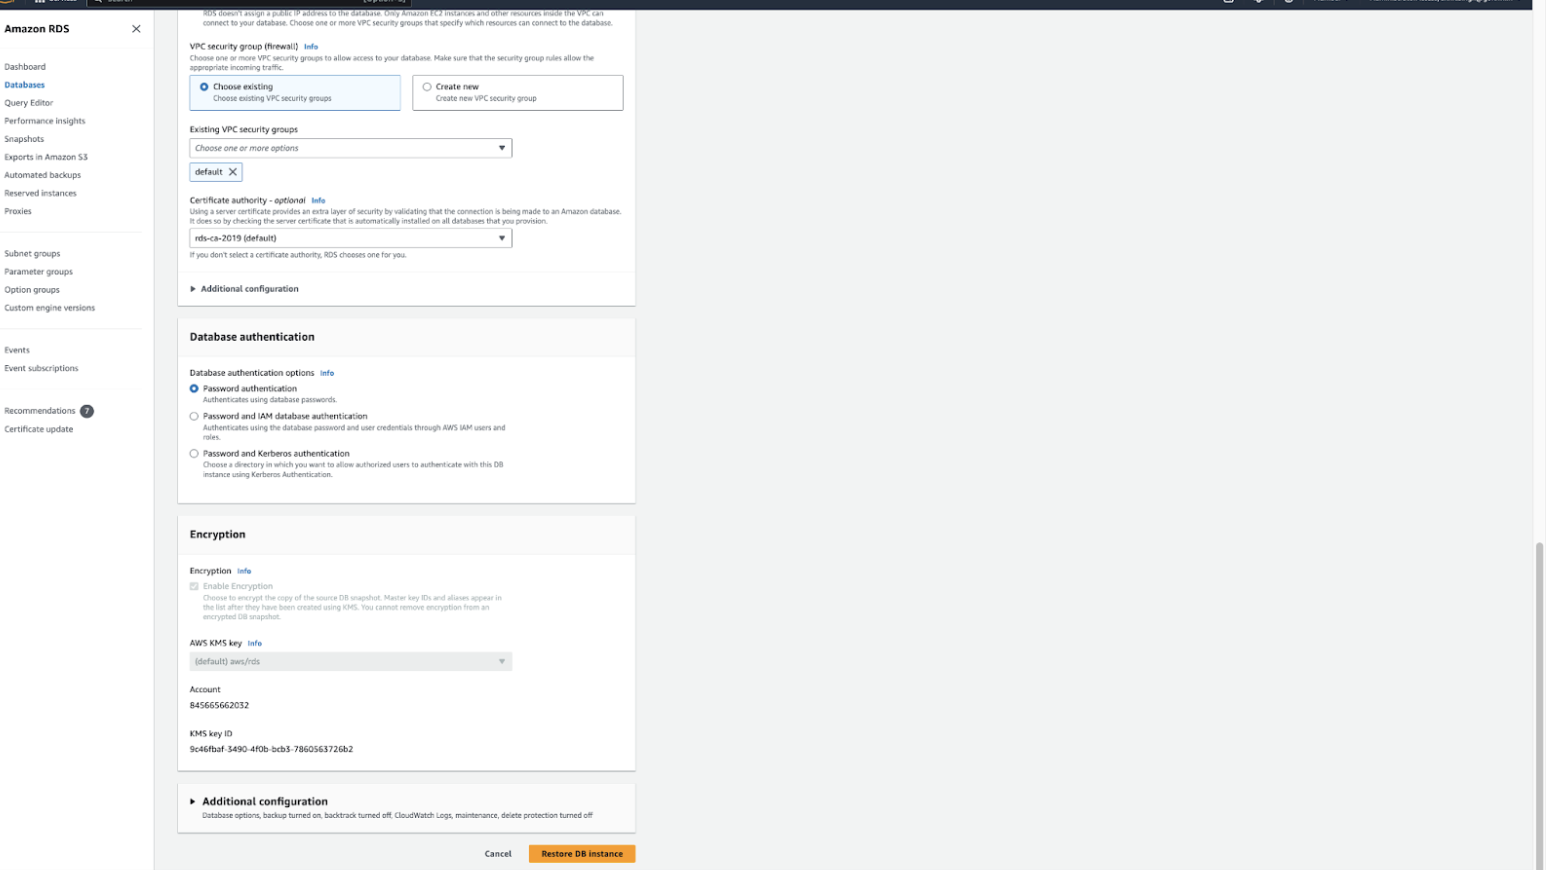 Amazon RDS
Dashboard
Databases
Query Editor
Performance insights
Snapshots
Exports in Amazon S3
Automated backups
Reserved instances
Proxies
Subnet groups
Parameter groups
Option groups
Custom engine versions
Events
Event subscriptions
Recommendations 7
Certificate update
RDS doesn't assign a public IP address to the database. Only Amazon EC2 instances and other resources inside the VPC can
connect to your database. Choose one or more VPC security groups that specify which resources can connect to the database.
VPC security group (firewall) Info
Choose one or more VPC security groups to allow access to your database. Make sure that the security group rules allow the
appropriate incoming traffic.
Choose existing
Choose existing VPC security groups
Create new
Create new VPC security group
Existing VPC security groups
Choose one or more options
default
Certificate authority - optional Info
Using a server certificate provides an extra layer of security by validating that the connection is being made to an Amazon database.
It does so by checking the server certificate that is automatically installed on all databases that you provision.
rds-ca-2019 (default)
If you don't select a certificate authority, RDS chooses one for you.
Additional configuration
Database authentication
Database authentication options Info
Password authentication
Authenticates using database passwords.
Password and IAM database authentication
Authenticates using the database password and user credentials through AWS IAM users and
roles.
Password and Kerberos authentication
Choose a directory in which you want to allow authorized users to authenticate with this DB
instance using Kerberos Authentication.
Encryption
Encryption Info
Enable Encryption
Choose to encrypt the copy of the source DB snapshot. Master key IDs and aliases appear in
the list after they have been created using KMS. You cannot remove encryption from an
encrypted DB snapshot.
AWS KMS key Info
(default) aws/rds
Account
845665662032
KMS key ID
9c46fbaf-3490-4f0b-bcb3-7860563726b2
Additional configuration
Database options, backup turned on, backtrack turned off, CloudWatch Logs, maintenance, delete protection turned off
Cancel
Restore DB instance